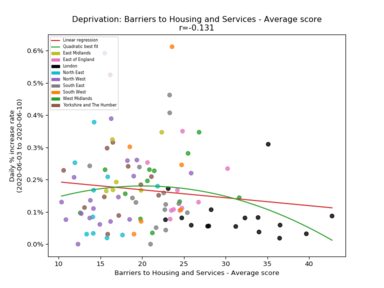 Deprivation: Barriers to Housing and Services - Average score
r=-0.131
Daily % increase rate
(2020-06-03 to 2020-06-10)
0.6%
0.5%
0.4%
0.3%
0.2%
0.1%
0.0%
Linear regression
Quadratic best fit
East Midlands
East of England
London
North East
North West
South East
South West
West Midlands
Yorkshire and The Humber
10
15
20
25
30
35
40
Barriers to Housing and Services - Average score